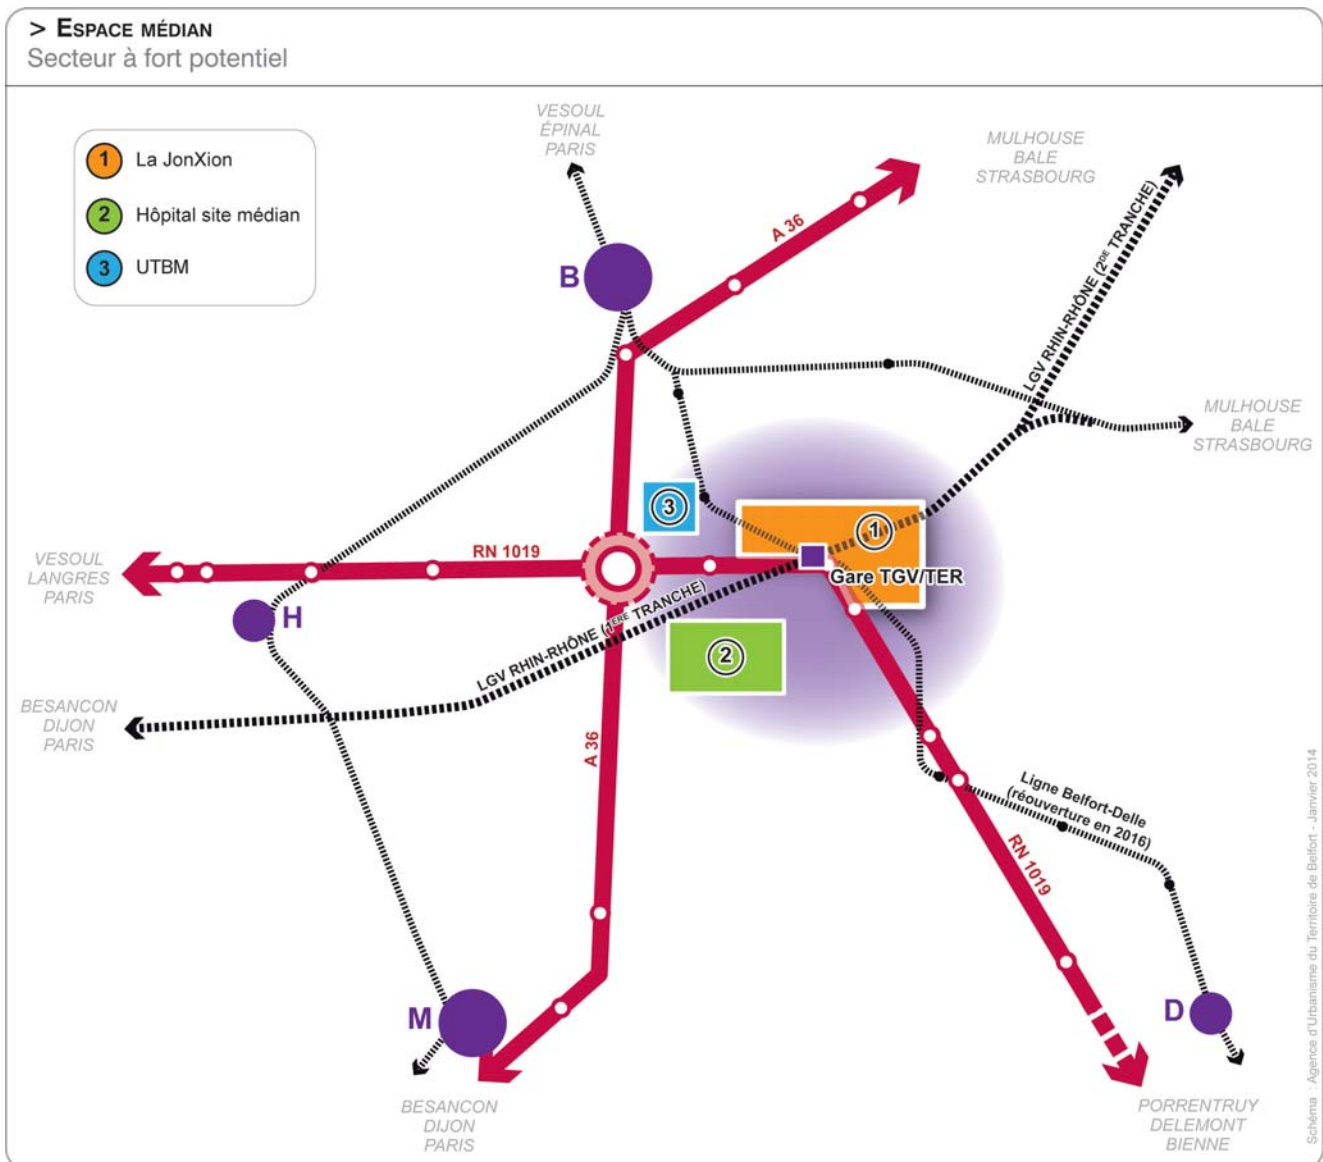 > ESPACE MÉDIAN
Secteur à fort potentiel
1 La JonXion
2 Hôpital site médian
3 UTBM
VESOUL
ÉPINAL
PARIS
MULHOUSE
BALE
STRASBOURG
B
A 36
LGV RHIN-RHÔNE (2DE TRANCHE)
MULHOUSE
BALE
STRASBOURG
3
1
VESOUL
LANGRES
PARIS
RN 1019
Gare TGV/TER
H
LGV RHIN-RHÔNE (1ERE TRANCHE)
2
BESANCON
DIJON
PARIS
A 36
Ligne Belfort-Delle
(réouverture en 2016)
RN 1019
M
D
BESANCON
DIJON
PARIS
PORRENTRUY
DELEMONT
BIENNE
Schéma : Agence d'Urbanisme du Territoire de Belfort - Janvier 2014